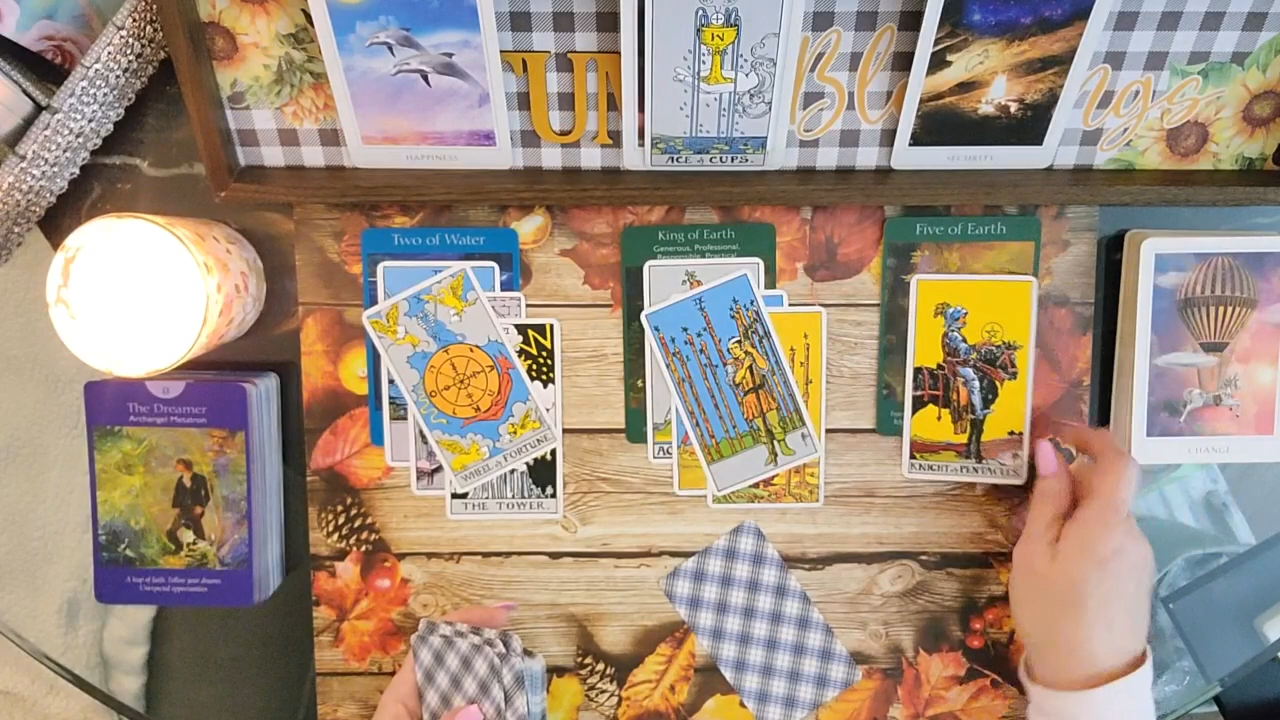 HAPPINESS
ACE of CUPS.
SECURITY
Two of Water
King of Earth
Generous, Professional,
Responsible, Practical
Five of Earth
WHEEL of FORTUNE
THE TOWER.
KNIGHT of PENTACLES.
CHANGE
The Dreamer
Archangel Metatron
A leap of faith. Follow your dreams
Unexpected opportunities